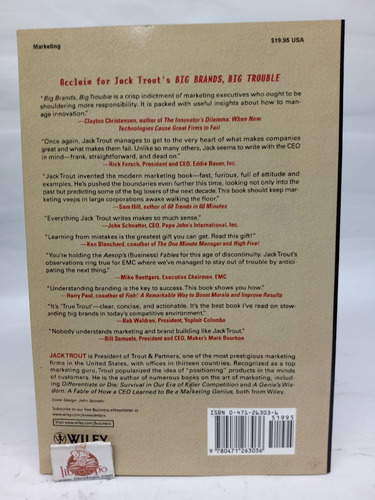 Marketing
$19.95 USA
Acclaim for Jack Trout's BIG BRANDS, BIG TROUBLE
"Big Brands, Big Trouble is a crisp indictment of marketing executives who ought to be
shouldering more responsibility. It is packed with useful insights about how to man-
age innovation."
—Clayton Christensen, author of The Innovator's Dilemma: When New
Technologies Cause Great Firms to Fail
"Once again, Jack Trout manages to get to the very heart of what makes companies
great and what makes them fail. Unlike so many others, Jack seems to write with the CEO
in mind—frank, straightforward, and dead on."
—Rick Fersch, President and CEO, Eddie Bauer, Inc.
"Jack Trout invented the modern marketing book—fast, furious, full of attitude and
examples. He's pushed the boundaries even further this time, looking not only into the
past but predicting some of the big losers of the next decade. This book should keep mar-
keting veeps in large corporations awake walking the floor."
—Sam Hill, author of 60 Trends in 60 Minutes
"Everything Jack Trout writes makes so much sense."
—John Schnatter, CEO, Papa John's International, Inc.
"Learning from mistakes is the greatest gift you can get. Read this gift!"
—Ken Blanchard, coauthor of The One Minute Manager and High Five!
"You're holding the Aesop's (Business) Fables for this age of discontinuity. Jack Trout's
observations ring true for EMC where we've managed to stay out of trouble by antici-
pating the next thing."
—Mike Ruettgers, Executive Chairman, EMC
"Understanding branding is the key to success. This book shows you how."
—Harry Paul, coauthor of Fish! A Remarkable Way to Boost Morale and Improve Results
"It's 'True Trout'—clear, concise, and actionable. It's the best book I've read on stew-
arding big brands in today's competitive environment."
—Bob Waldron, President, Yoplait-Colombo
"Nobody understands marketing and brand building like Jack Trout."
—Bill Samuels, President and CEO, Maker's Mark Bourbon
JACK TROUT is President of Trout & Partners, one of the most prestigious marketing
firms in the United States, with offices in thirteen countries. Recognized as a top
marketing guru, Trout popularized the idea of "positioning" products in the minds
of customers. He is the author of numerous books on the art of marketing, includ-
ing Differentiate or Die: Survival in Our Era of Killer Competition and A Genie's Wis-
dom: A Fable of How a CEO Learned to Be a Marketing Genius, both from Wiley.
Subscribe to our free Business eNewsletter at
WILEY
ISBN 0-471-26303-6
51995
9 780471 263036